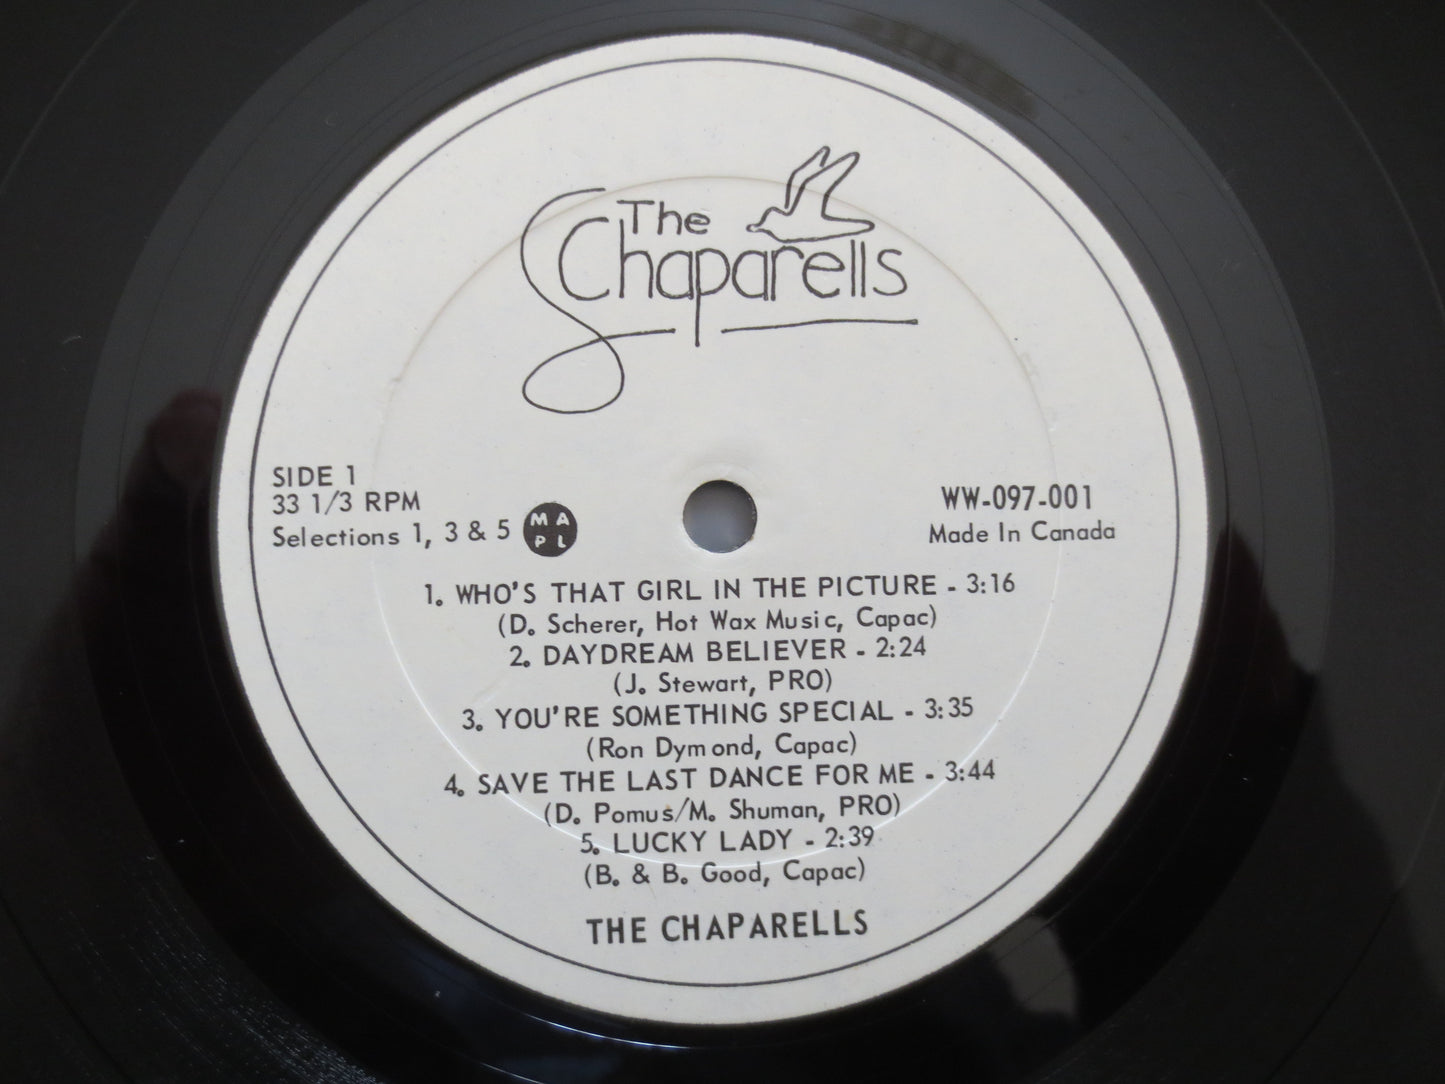 The
Chaparells
SIDE 1
33 1/3 RPM
Selections 1, 3 & 5
MA
PL
WW-097-001
Made In Canada
1. WHO'S THAT GIRL IN THE PICTURE - 3:16
(D. Scherer, Hot Wax Music, Capac)
2. DAYDREAM BELIEVER - 2:24
(J. Stewart, PRO)
3. YOU'RE SOMETHING SPECIAL - 3:35
(Ron Dymond, Capac)
4. SAVE THE LAST DANCE FOR ME - 3:44
(D. Pomus/M. Shuman, PRO)
5. LUCKY LADY - 2:39
(B. & B. Good, Capac)
THE CHAPARELLS